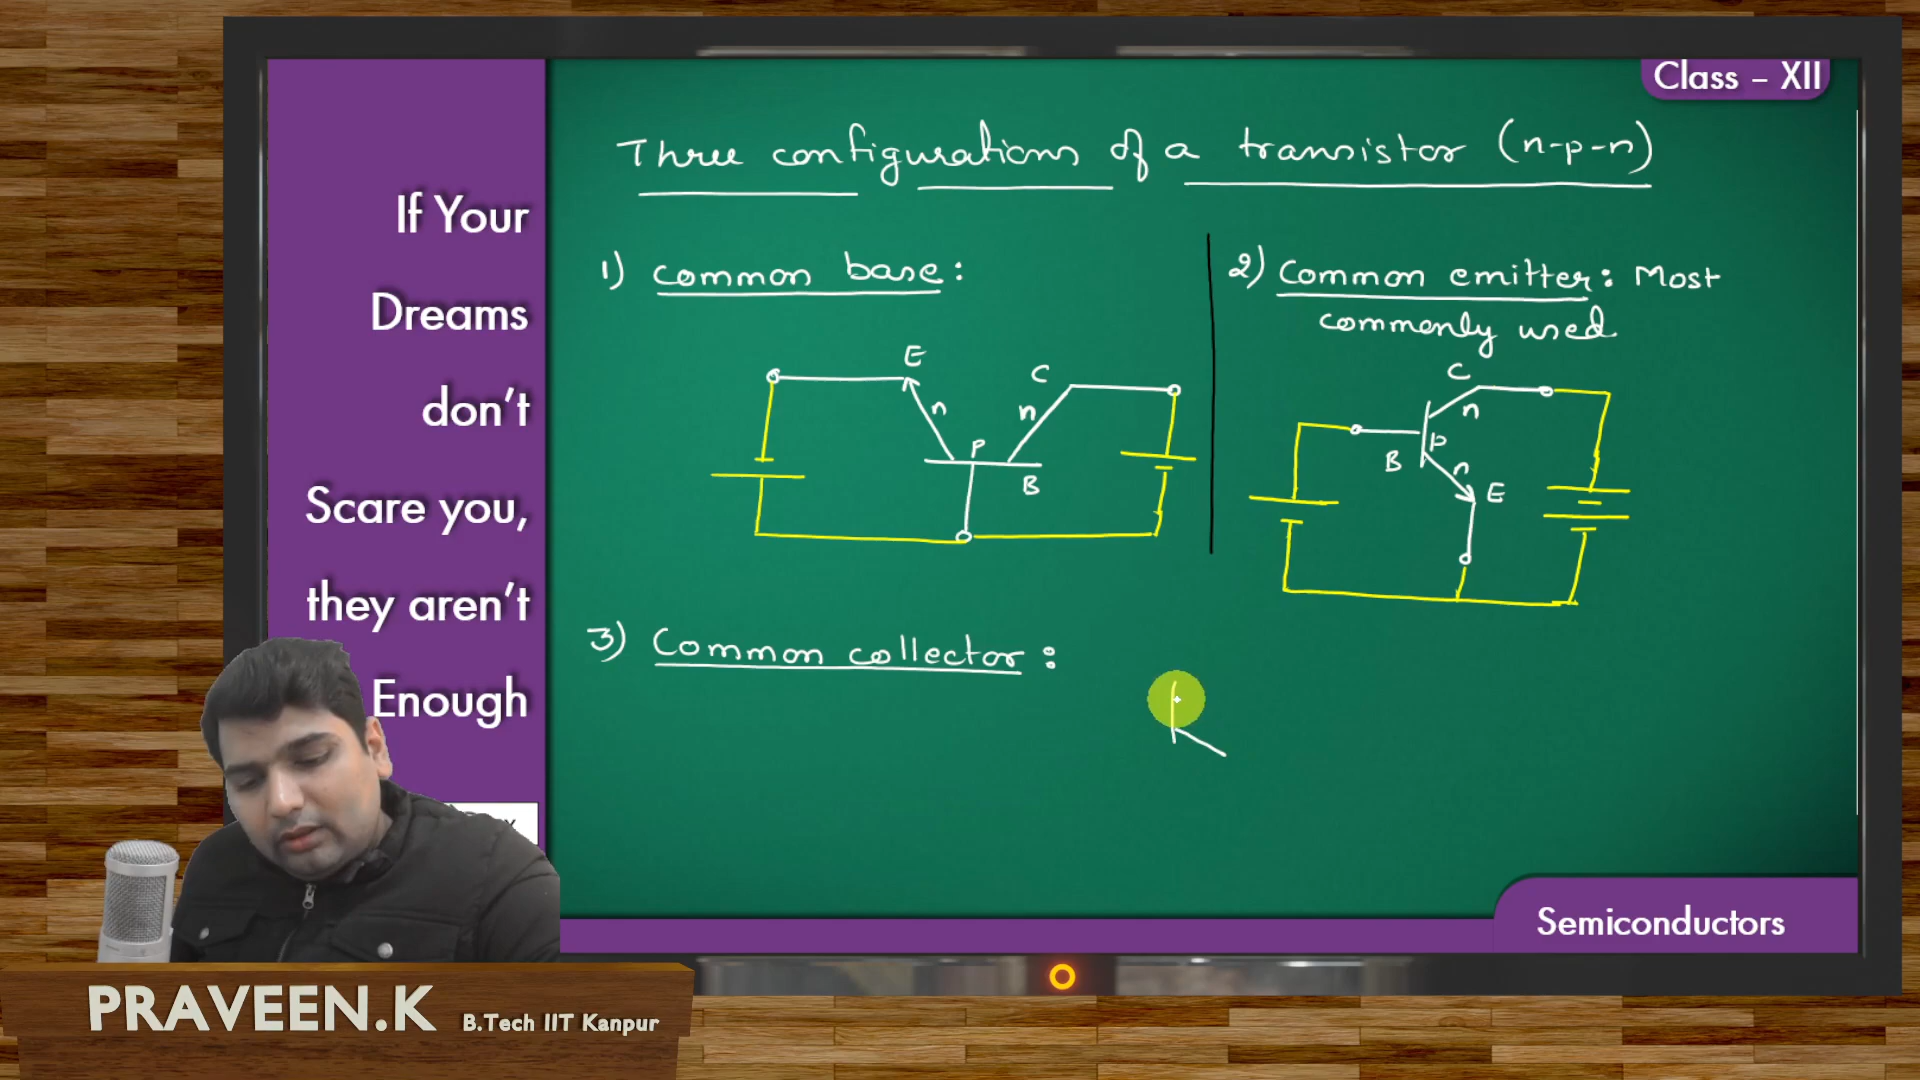 Class – XII
If Your
Dreams
don't
Scare you,
they aren't
Enough
Three configurations of a transistor (n-p-n)
1) common base:
E
C
n
n
P
B
2) Common emitter: Most
commonly used
C
n
P
B
n
E
3) Common collector:
Semiconductors
PRAVEEN.K B.Tech IIT Kanpur